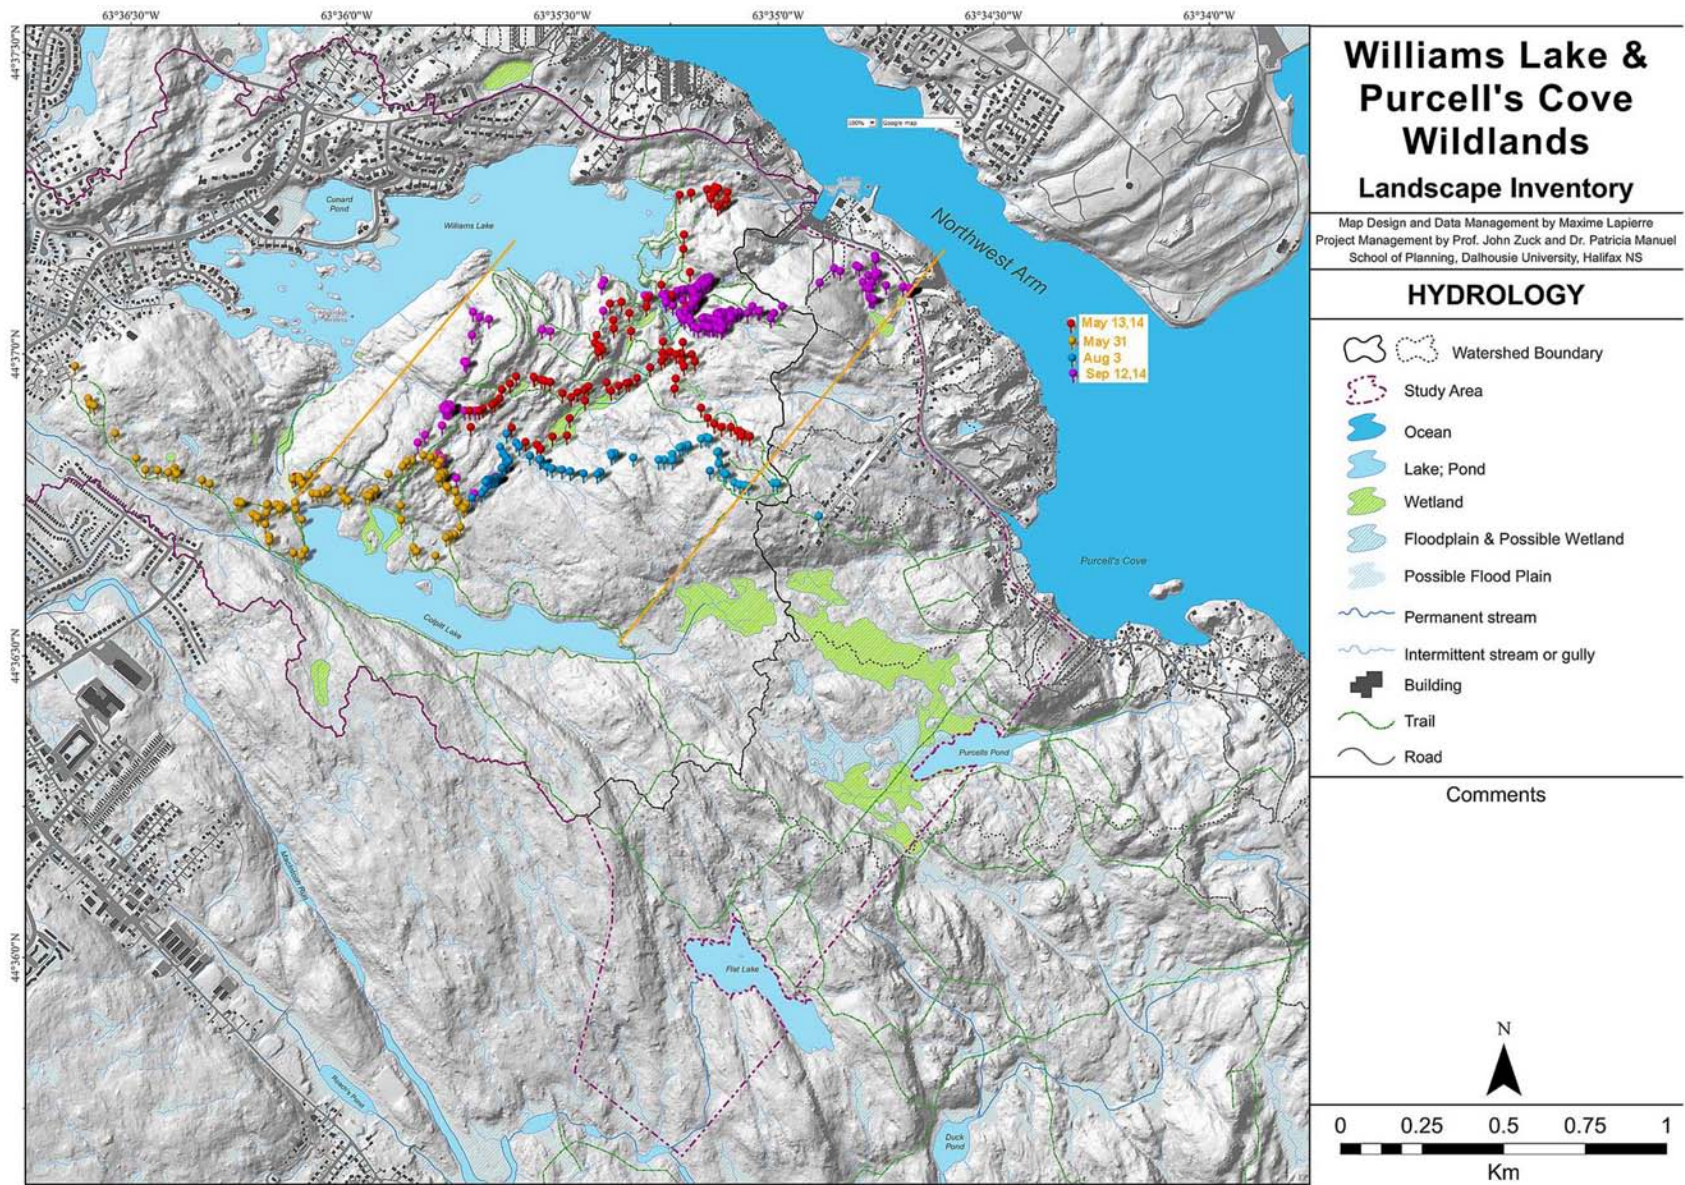 63°36'30"W
63°36'0"W
63°35'30"W
63°35'0"W
63°34'30"W
63°34'0"W
44°37'30"N
44°37'0"N
44°36'30"N
44°36'0"N
100%
Google map
Cunard
Pond
Williams Lake
Northwest Arm
May 13,14
May 31
Aug 3
Sep 12,14
Purcell's Cove
Colpitt Lake
Purcells Pond
Flat Lake
Duck
Pond
Williams Lake &
Purcell's Cove
Wildlands
Landscape Inventory
Map Design and Data Management by Maxime Lapierre
Project Management by Prof. John Zuck and Dr. Patricia Manuel
School of Planning, Dalhousie University, Halifax NS
HYDROLOGY
Watershed Boundary
Study Area
Ocean
Lake; Pond
Wetland
Floodplain & Possible Wetland
Possible Flood Plain
Permanent stream
Intermittent stream or gully
Building
Trail
Road
Comments
N
0 0.25 0.5 0.75 1
Km